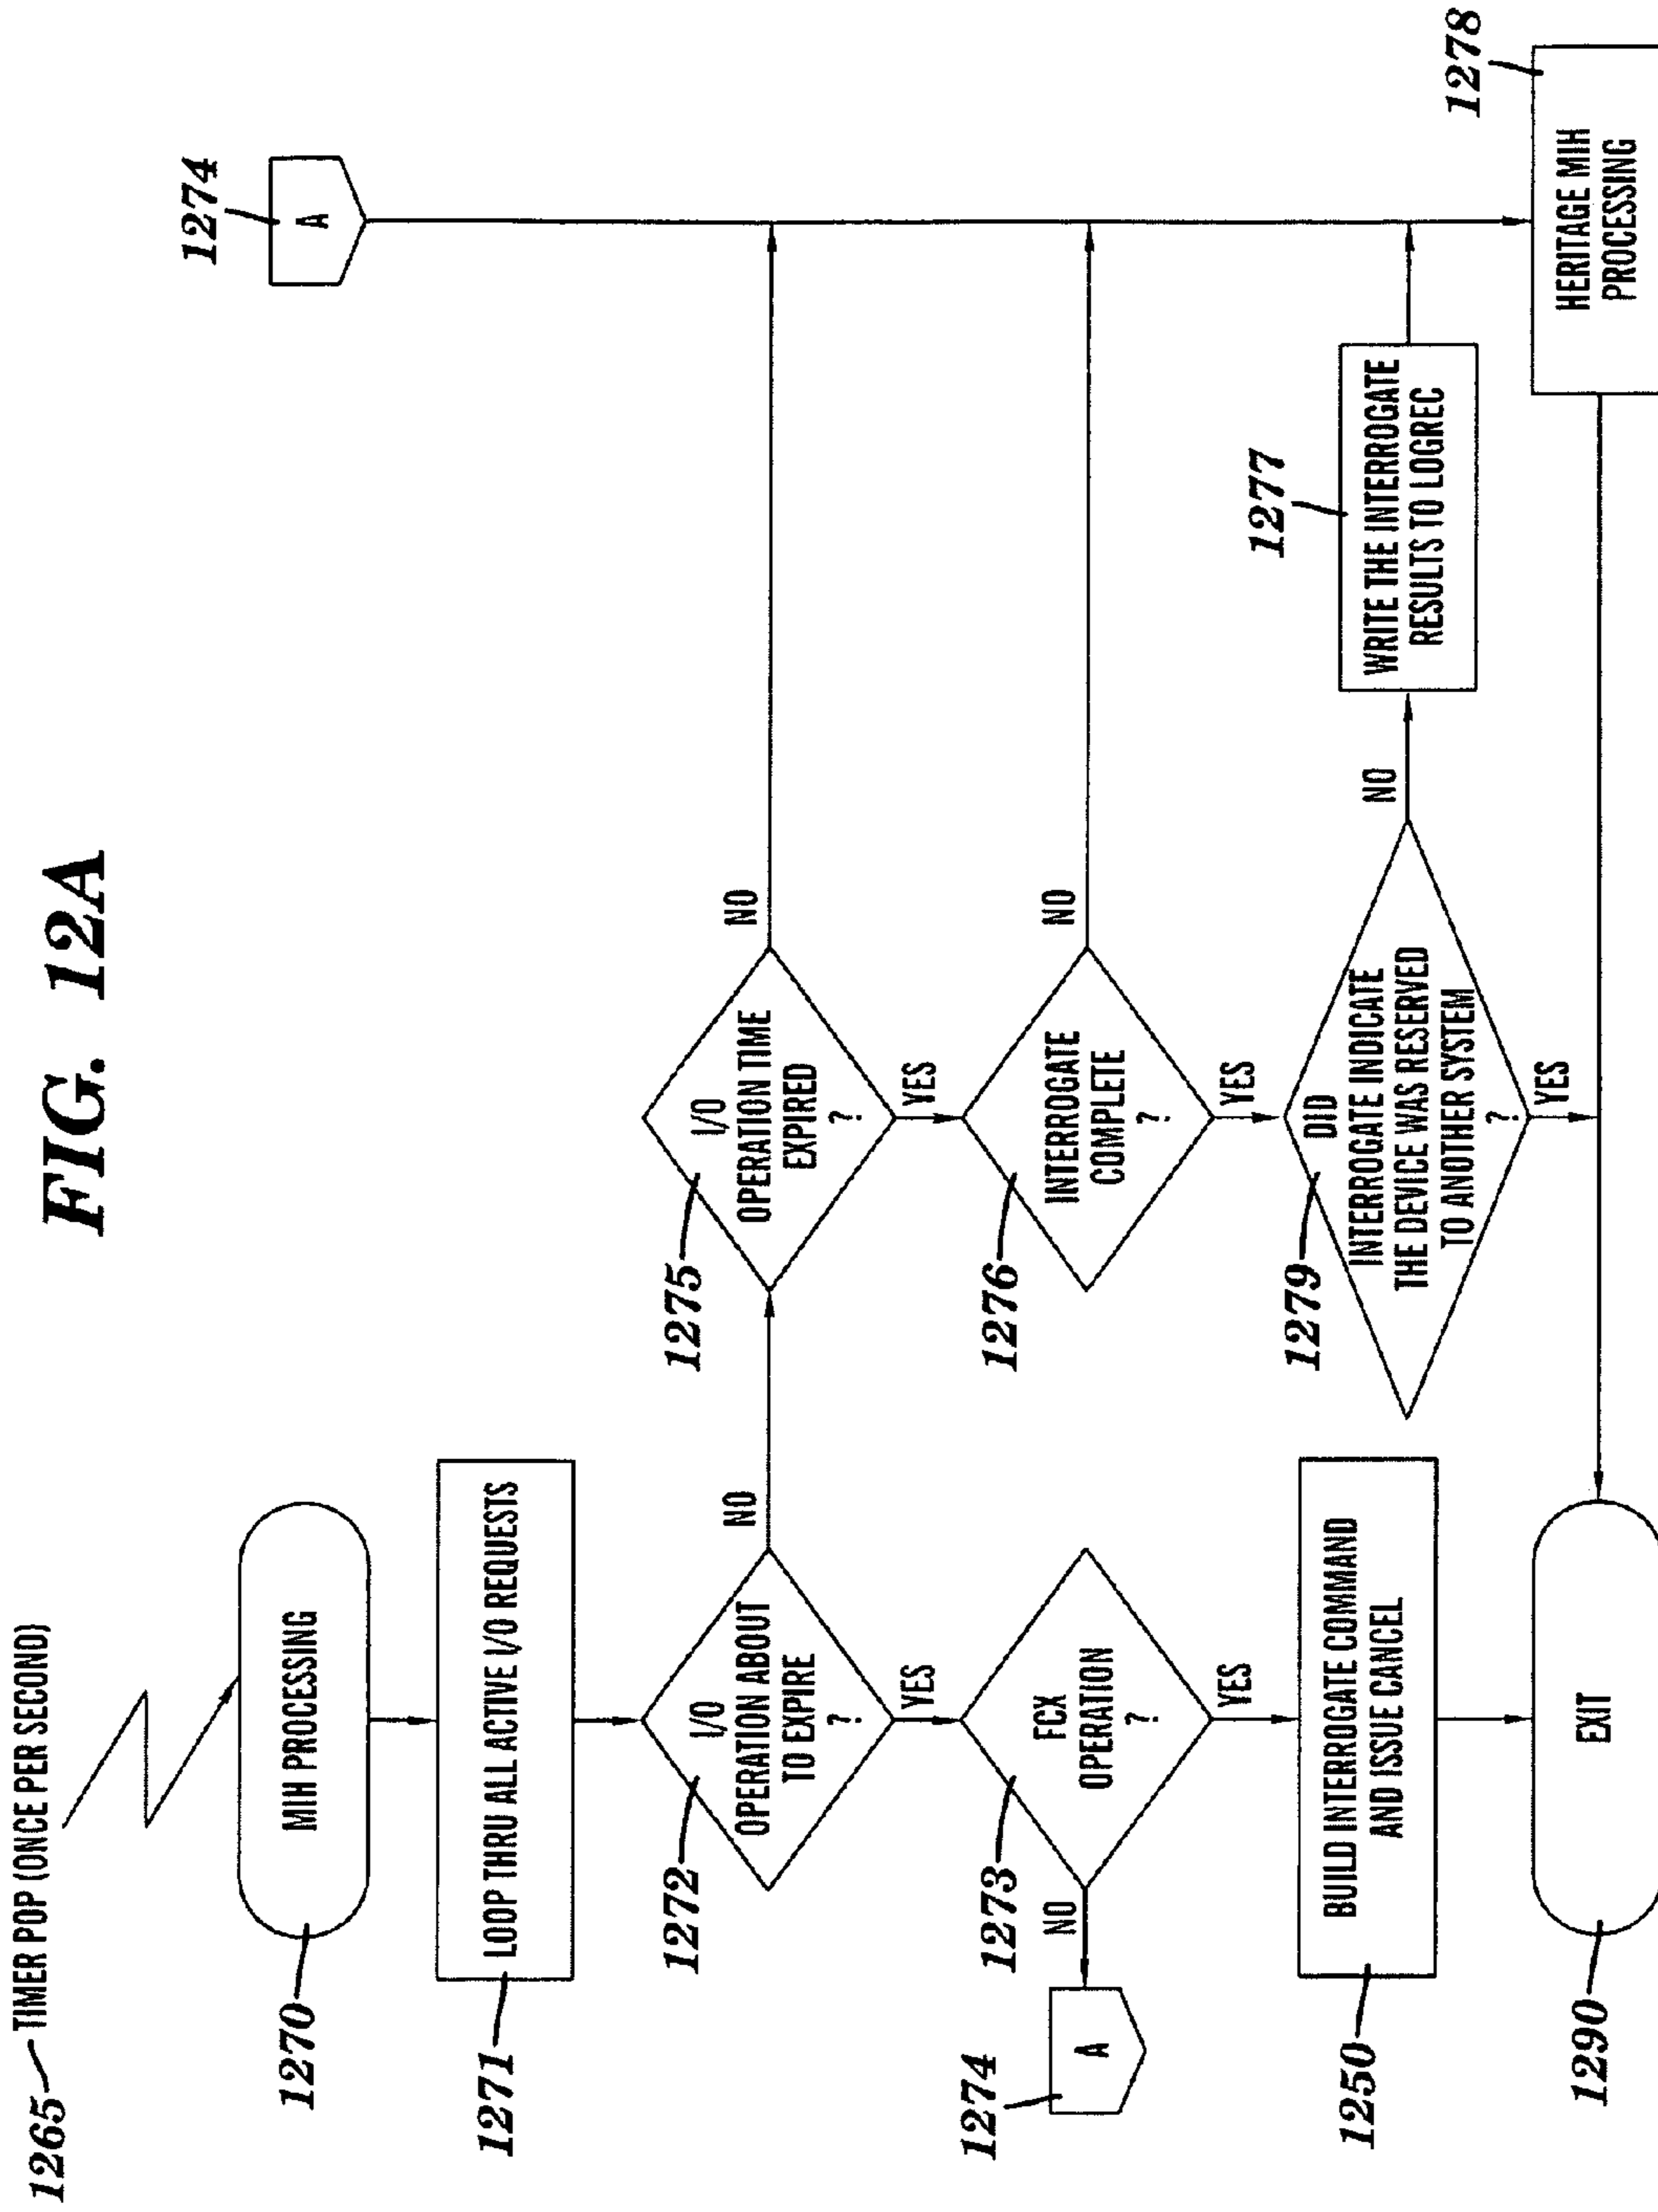 FIG. 12A
1265
TIMER POP (ONCE PER SECOND)
1270
MIH PROCESSING
1271
LOOP THRU ALL ACTIVE I/O REQUESTS
1272
I/O
OPERATION ABOUT
TO EXPIRE
?
NO
YES
1273
FCX
OPERATION
?
NO
YES
1274
A
1250
BUILD INTERROGATE COMMAND
AND ISSUE CANCEL
1290
EXIT
1275
I/O
OPERATION TIME
EXPIRED
?
NO
YES
1276
INTERROGATE
COMPLETE
?
NO
YES
1279
DID
INTERROGATE INDICATE
THE DEVICE WAS RESERVED
TO ANOTHER SYSTEM
?
NO
YES
1277
WRITE THE INTERROGATE
RESULTS TO LOGREC
1274
A
1278
HERITAGE MIH
PROCESSING